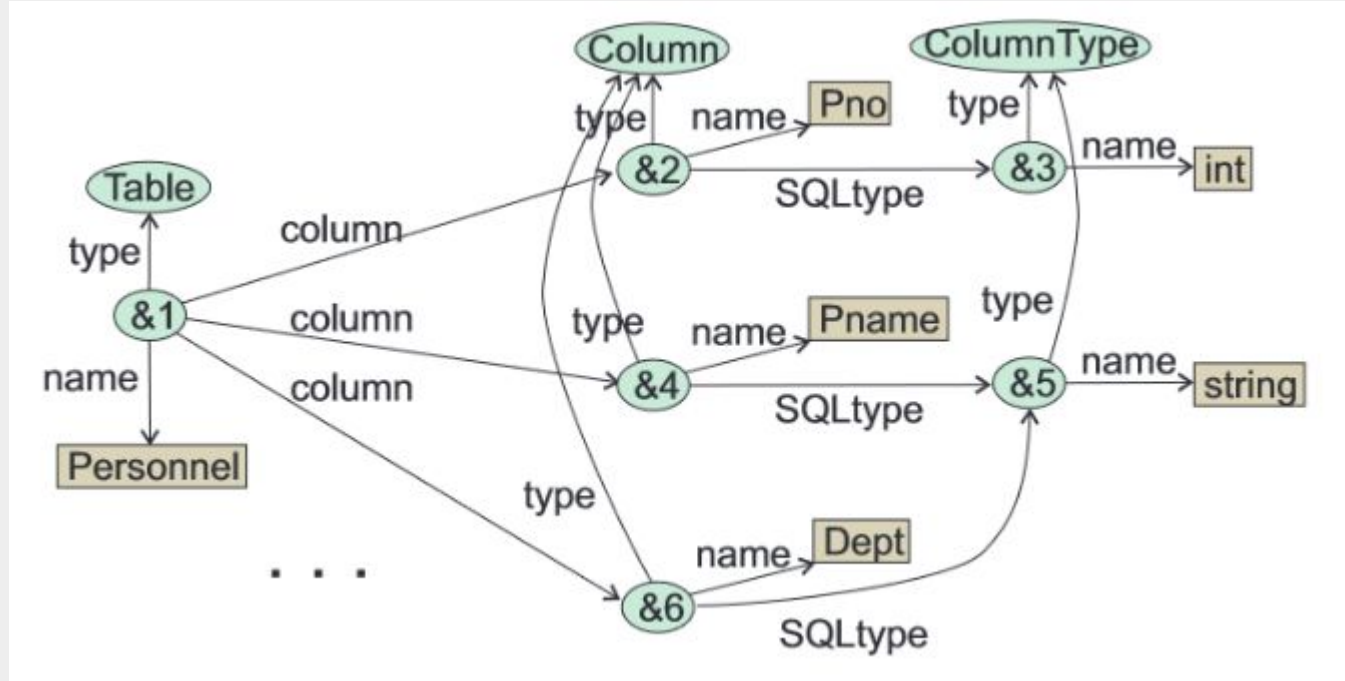 Column
ColumnType
type
name
Pno
type
name
Table
&2
SQLtype
&3
int
type
column
&1
column
type
name
Pname
type
name
name
column
&4
SQLtype
&5
string
Personnel
type
name
Dept
. . .
&6
SQLtype